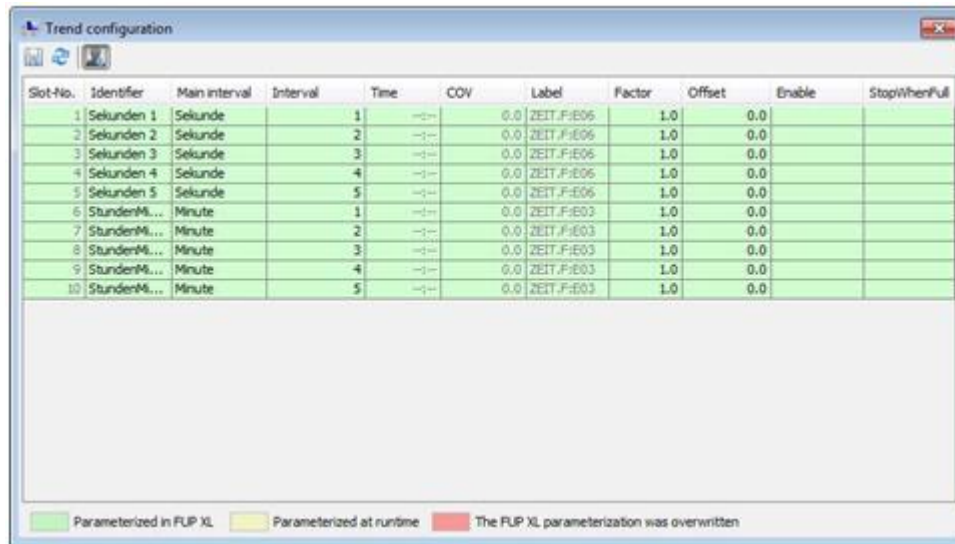 Trend configuration
Slot-No. Identifier Main interval Interval Time COV Label Factor Offset Enable StopWhenFull
1 Sekunden 1 Sekunde 1 --:-- 0.0 ZEIT.F:E06 1.0 0.0
2 Sekunden 2 Sekunde 2 --:-- 0.0 ZEIT.F:E06 1.0 0.0
3 Sekunden 3 Sekunde 3 --:-- 0.0 ZEIT.F:E06 1.0 0.0
4 Sekunden 4 Sekunde 4 --:-- 0.0 ZEIT.F:E06 1.0 0.0
5 Sekunden 5 Sekunde 5 --:-- 0.0 ZEIT.F:E06 1.0 0.0
6 StundenMi... Minute 1 --:-- 0.0 ZEIT.F:E03 1.0 0.0
7 StundenMi... Minute 2 --:-- 0.0 ZEIT.F:E03 1.0 0.0
8 StundenMi... Minute 3 --:-- 0.0 ZEIT.F:E03 1.0 0.0
9 StundenMi... Minute 4 --:-- 0.0 ZEIT.F:E03 1.0 0.0
10 StundenMi... Minute 5 --:-- 0.0 ZEIT.F:E03 1.0 0.0
Parameterized in FUP XL Parameterized at runtime The FUP XL parameterization was overwritten